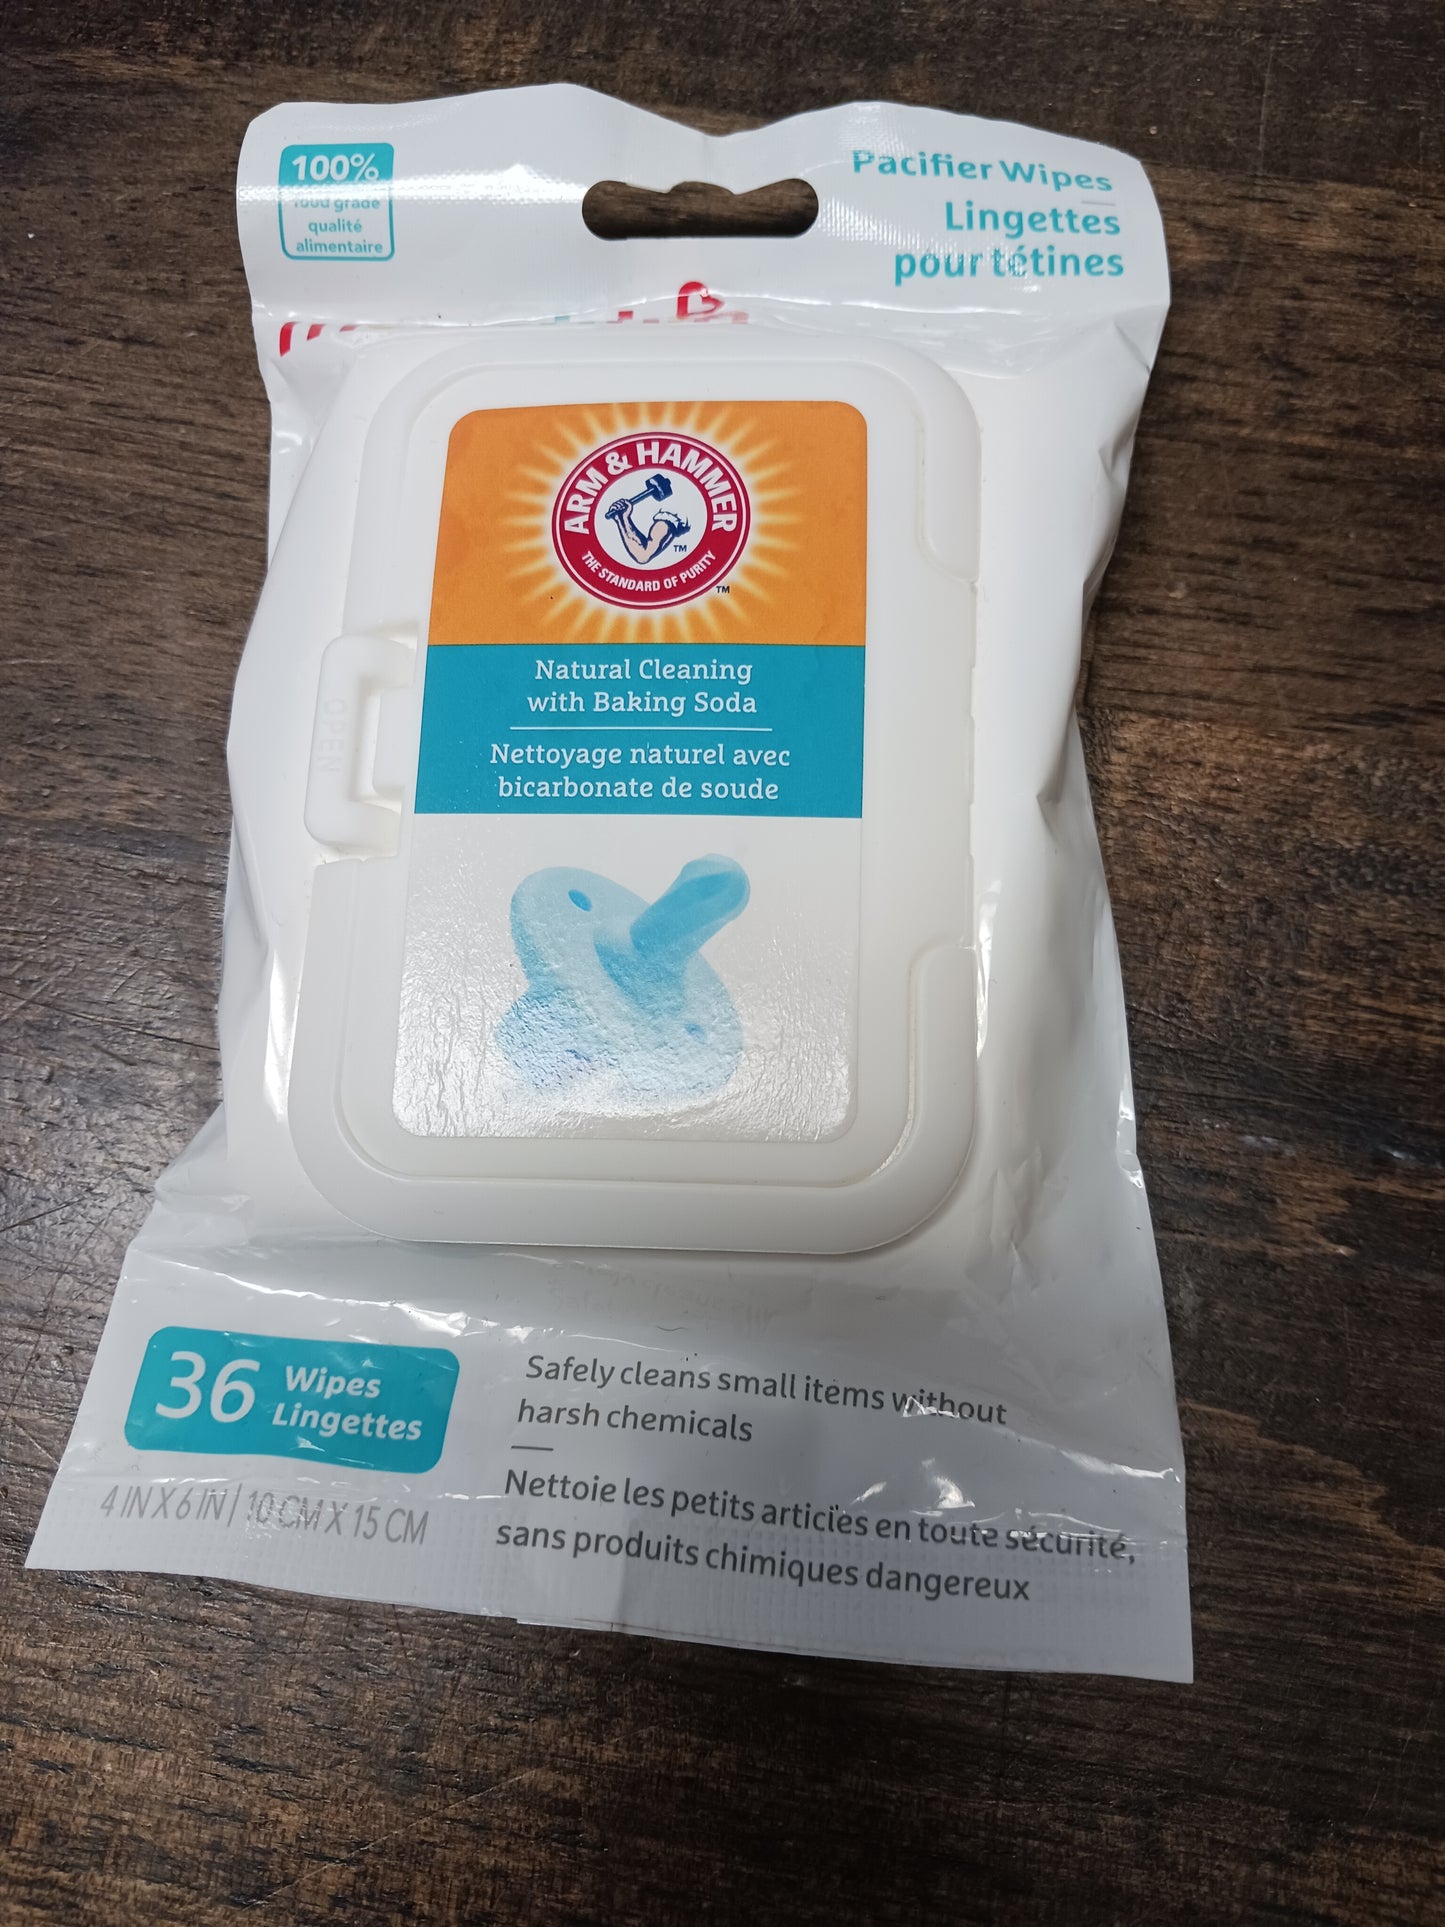 100%
food grade
qualité
alimentaire
Pacifier Wipes
Lingettes
pour tétines
ARM & HAMMER
TM
THE STANDARD OF PURITY
TM
Natural Cleaning
with Baking Soda
Nettoyage naturel avec
bicarbonate de soude
OPEN
36 Wipes
Lingettes
4 IN X 6 IN | 10 CM X 15 CM
Safely cleans small items without
harsh chemicals
Nettoie les petits articles en toute sécurité,
sans produits chimiques dangereux